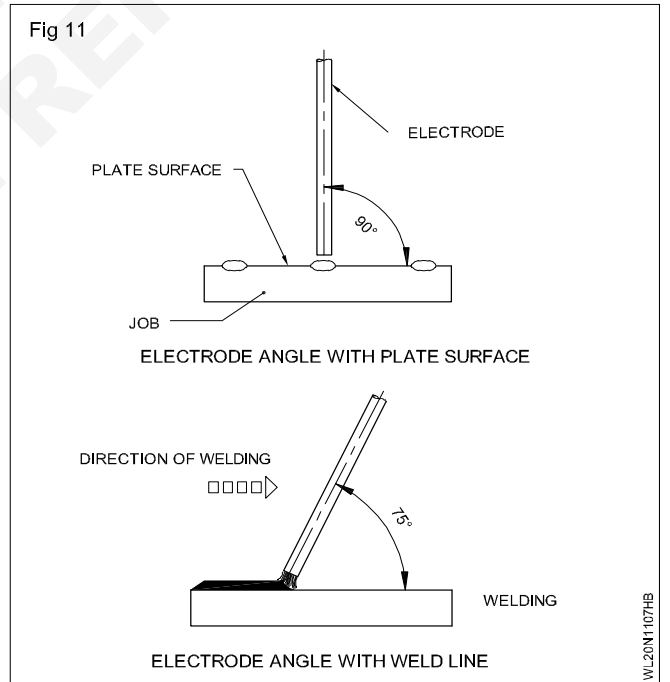 Fig 11
ELECTRODE
PLATE SURFACE
90°
JOB
ELECTRODE ANGLE WITH PLATE SURFACE
DIRECTION OF WELDING
75°
WELDING
ELECTRODE ANGLE WITH WELD LINE
WL20N1107HB